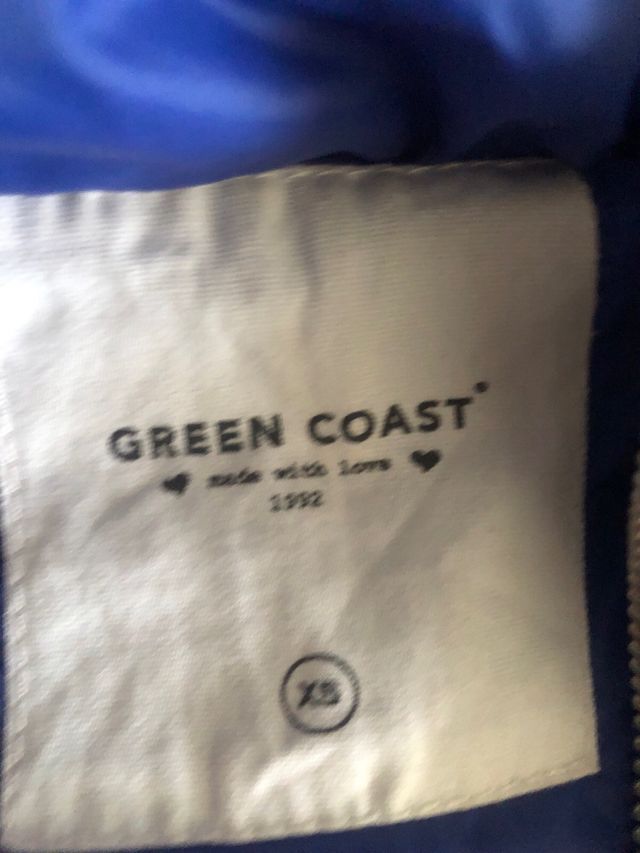 GREEN COAST®
made with love
1992
XS